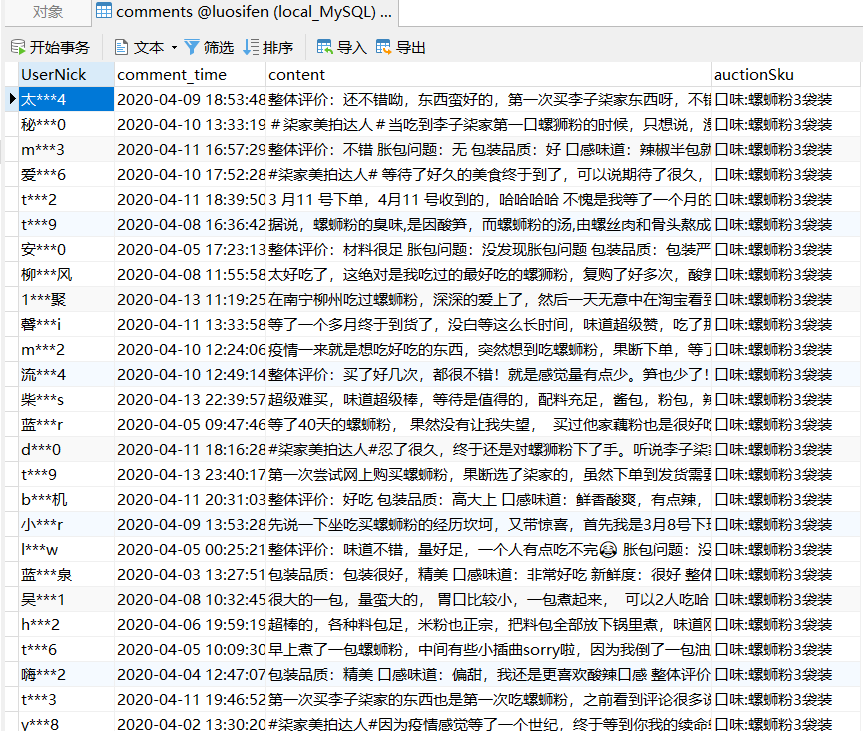 对象 comments @luosifen (local_MySQL) ...
开始事务 文本 筛选 排序 导入 导出
UserNick comment_time content auctionSku
太***4 2020-04-09 18:53:48 整体评价：还不错呦，东西蛮好的，第一次买李子柒家东西呀，不错 口味:螺蛳粉3袋装
秘***0 2020-04-10 13:33:19 #柒家美拍达人#当吃到李子柒家第一口螺狮粉的时候，只想说， 口味:螺蛳粉3袋装
m***3 2020-04-11 16:57:29 整体评价：不错 胀包问题：无 包装品质：好 口感味道：辣椒半包就 口味:螺蛳粉3袋装
爱***6 2020-04-10 17:52:28 #柒家美拍达人# 等待了好久的美食终于到了，可以说期待了很久， 口味:螺蛳粉3袋装
t***2 2020-04-11 18:39:50 3 月11 号下单，4月11 号收到的，哈哈哈哈 不愧是我等了一个月的 口味:螺蛳粉3袋装
t***9 2020-04-08 16:36:42 据说，螺蛳粉的臭味,是因酸笋，而螺蛳粉的汤,由螺丝肉和骨头熬成 口味:螺蛳粉3袋装
安***0 2020-04-05 17:23:13 整体评价：材料很足 胀包问题：没发现胀包问题 包装品质：包装严 口味:螺蛳粉3袋装
柳***风 2020-04-08 11:55:58 太好吃了，这绝对是我吃过的最好吃的螺狮粉，复购了好多次，酸笋 口味:螺蛳粉3袋装
1***聚 2020-04-13 11:19:25 在南宁柳州吃过螺蛳粉，深深的爱上了，然后一天无意中在淘宝看到 口味:螺蛳粉3袋装
馨***i 2020-04-11 13:33:58 等了一个多月终于到货了，没白等这么长时间，味道超级赞，吃了那 口味:螺蛳粉3袋装
m***2 2020-04-10 12:24:06 疫情一来就是想吃好吃的东西，突然想到吃螺蛳粉，果断下单，等了 口味:螺蛳粉3袋装
流***4 2020-04-10 12:49:14 整体评价：买了好几次，都很不错！就是感觉量有点少。笋也少了！ 口味:螺蛳粉3袋装
柴***s 2020-04-13 22:39:57 超级难买，味道超级棒，等待是值得的，配料充足，酱包，粉包，辣 口味:螺蛳粉3袋装
蓝***r 2020-04-05 09:47:46 等了40天的螺蛳粉， 果然没有让我失望， 买过他家藕粉也是很好吃 口味:螺蛳粉3袋装
d***0 2020-04-11 18:16:28 #柒家美拍达人#忍了很久，终于还是对螺狮粉下了手。听说李子柒家 口味:螺蛳粉3袋装
t***9 2020-04-13 23:40:17 第一次尝试网上购买螺蛳粉，果断选了柒家的，虽然下单到发货需要 口味:螺蛳粉3袋装
b***机 2020-04-11 20:31:03 整体评价：好吃 包装品质：高大上 口感味道：鲜香酸爽，有点辣， 口味:螺蛳粉3袋装
小***r 2020-04-09 13:53:28 先说一下坐吃买螺蛳粉的经历坎坷，又带惊喜，首先我是3月8号下 口味:螺蛳粉3袋装
l***w 2020-04-05 00:25:21 整体评价：味道不错，量好足，一个人有点吃不完😂 胀包问题：没 口味:螺蛳粉3袋装
蓝***泉 2020-04-03 13:27:51 包装品质：包装很好，精美 口感味道：非常好吃 新鲜度：很好 整体 口味:螺蛳粉3袋装
吴***1 2020-04-08 10:32:45 很大的一包，量蛮大的， 胃口比较小，一包煮起来， 可以2人吃哈 口味:螺蛳粉3袋装
h***2 2020-04-06 19:59:19 超棒的，各种料包足，米粉也正宗，把料包全部放下锅里煮，味道刚 口味:螺蛳粉3袋装
t***6 2020-04-05 10:09:30 早上煮了一包螺蛳粉，中间有些小插曲sorry啦，因为我倒了一包油 口味:螺蛳粉3袋装
嗨***2 2020-04-04 12:47:07 包装品质：精美 口感味道：偏甜，我还是更喜欢酸辣口感 整体评价 口味:螺蛳粉3袋装
t***3 2020-04-11 19:46:52 第一次买李子柒家的东西也是第一次吃螺蛳粉，之前看到评论很多说 口味:螺蛳粉3袋装
y***8 2020-04-02 13:30:20 #柒家美拍达人#因为疫情感觉等了一个世纪，终于等到你我的续命 口味:螺蛳粉3袋装